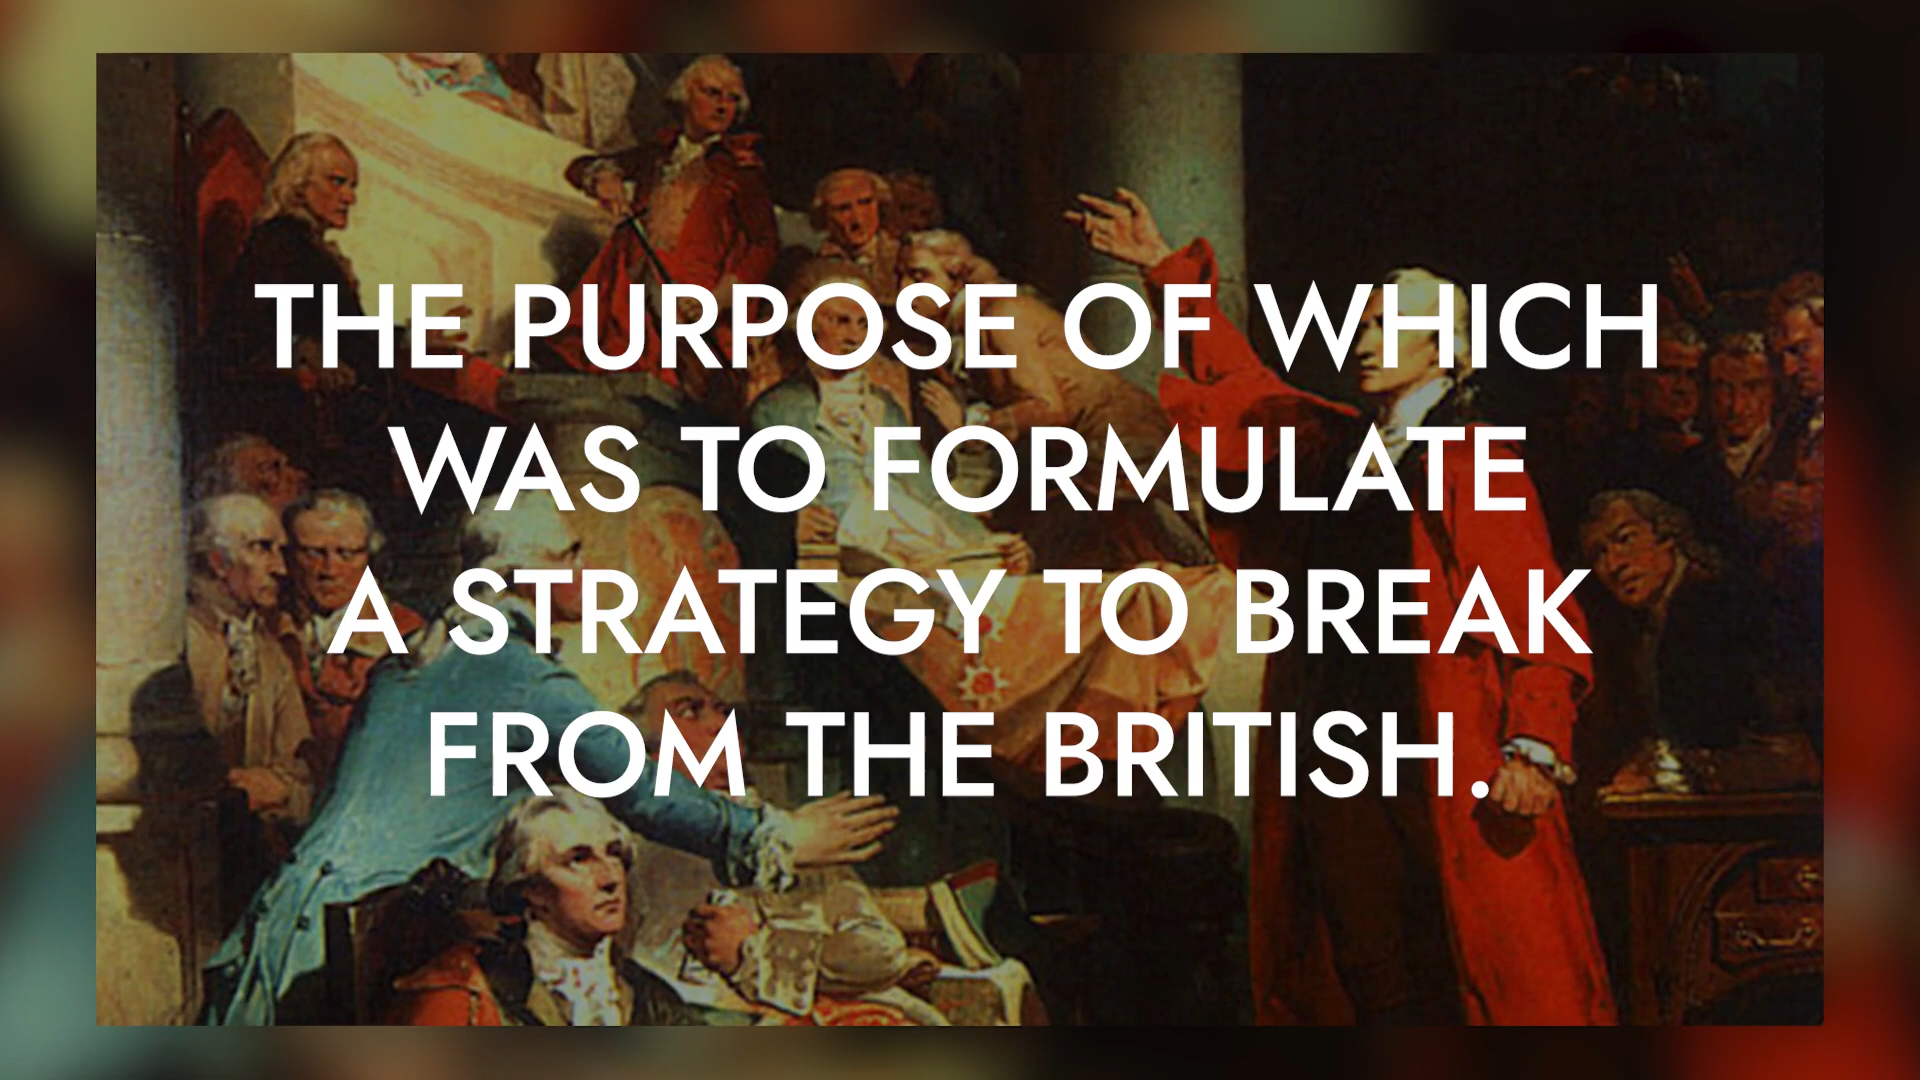 THE PURPOSE OF WHICH
WAS TO FORMULATE
A STRATEGY TO BREAK
FROM THE BRITISH.